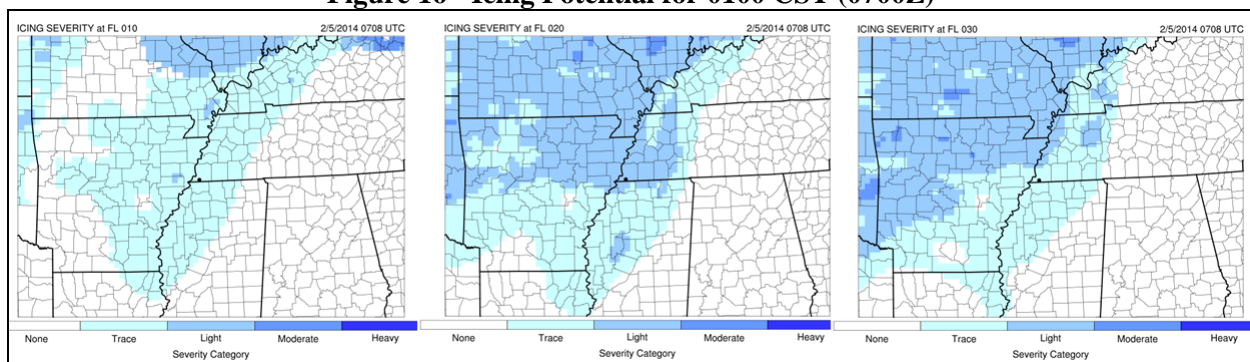 Figure 16 - Icing Potential for 0100 CST (0700Z)
ICING SEVERITY at FL 010 2/5/2014 0708 UTC
None Trace Light Moderate Heavy
Severity Category
ICING SEVERITY at FL 020 2/5/2014 0708 UTC
None Trace Light Moderate Heavy
Severity Category
ICING SEVERITY at FL 030 2/5/2014 0708 UTC
None Trace Light Moderate Heavy
Severity Category